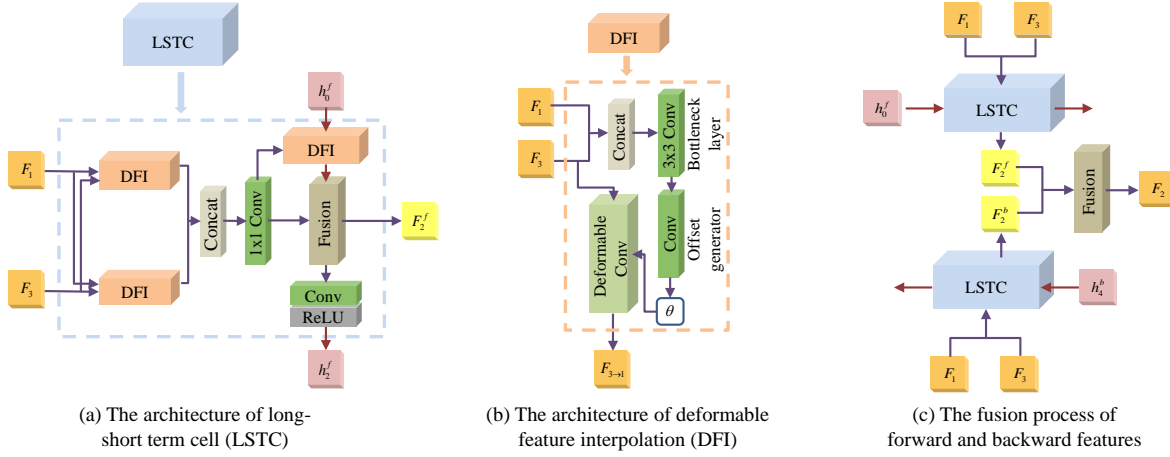 LSTC
h₀ᶠ
F₁
DFI
DFI
Concat
1x1 Conv
Fusion
F₂ᶠ
F₃
DFI
Conv
ReLU
h₂ᶠ
(a) The architecture of long-
short term cell (LSTC)
DFI
F₁
F₃
Concat
3x3 Conv
Bottleneck
layer
Deformable
Conv
Conv
Offset
generator
θ
F₃→₁
(b) The architecture of deformable
feature interpolation (DFI)
F₁
F₃
h₀ᶠ
LSTC
F₂ᶠ
F₂ᵇ
Fusion
F₂
LSTC
h₄ᵇ
F₁
F₃
(c) The fusion process of
forward and backward features